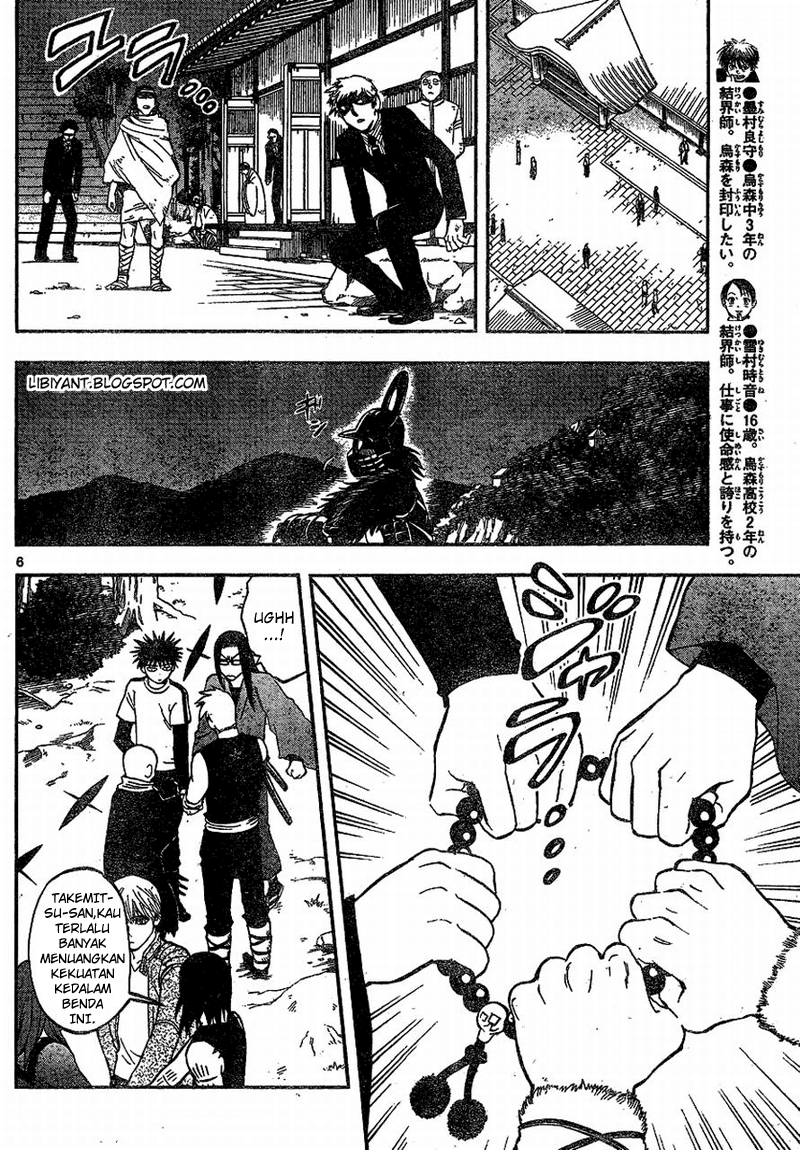 コラ。。。
●墨村良守●烏森中3年の
結界師。烏森を封印したい。
●雪村時音●16歳。烏森高校2年の
結界師。仕事に使命感と誇りを持つ。
LIBIYANT.BLOGSPOT.COM
ギン
6
UGHH
...!
TAKEMIT-
SU-SAN,KAU
TERLALU
BANYAK
MENUANGKAN
KEKUATAN
KEDALAM
BENDA
INI.
ジャラ